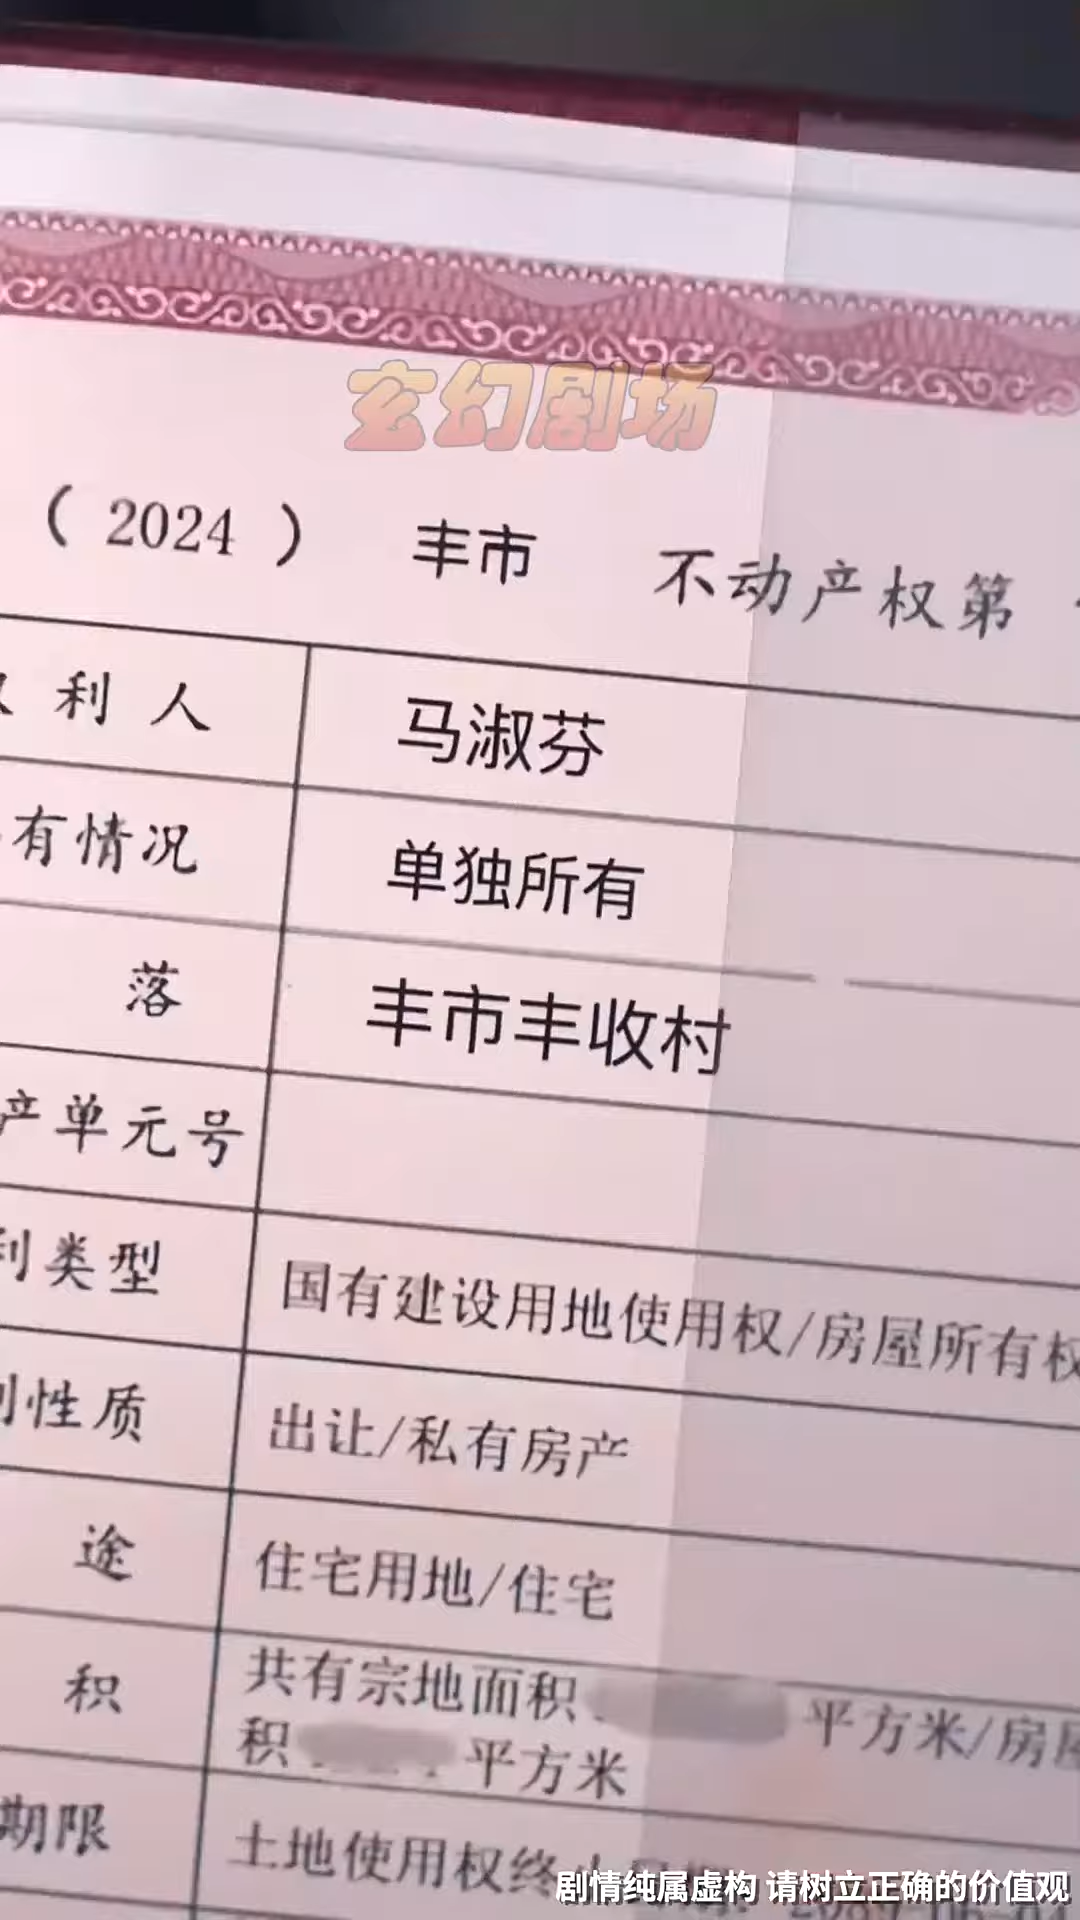 玄幻剧场
（2024） 丰市 不动产权第
利人 马淑芬
有情况 单独所有
落 丰市丰收村
产单元号
利类型 国有建设用地使用权/房屋所有权
性质 出让/私有房产
途 住宅用地/住宅
积 共有宗地面积 平方米/房屋
积 平方米
期限 土地使用权终
剧情纯属虚构 请树立正确的价值观